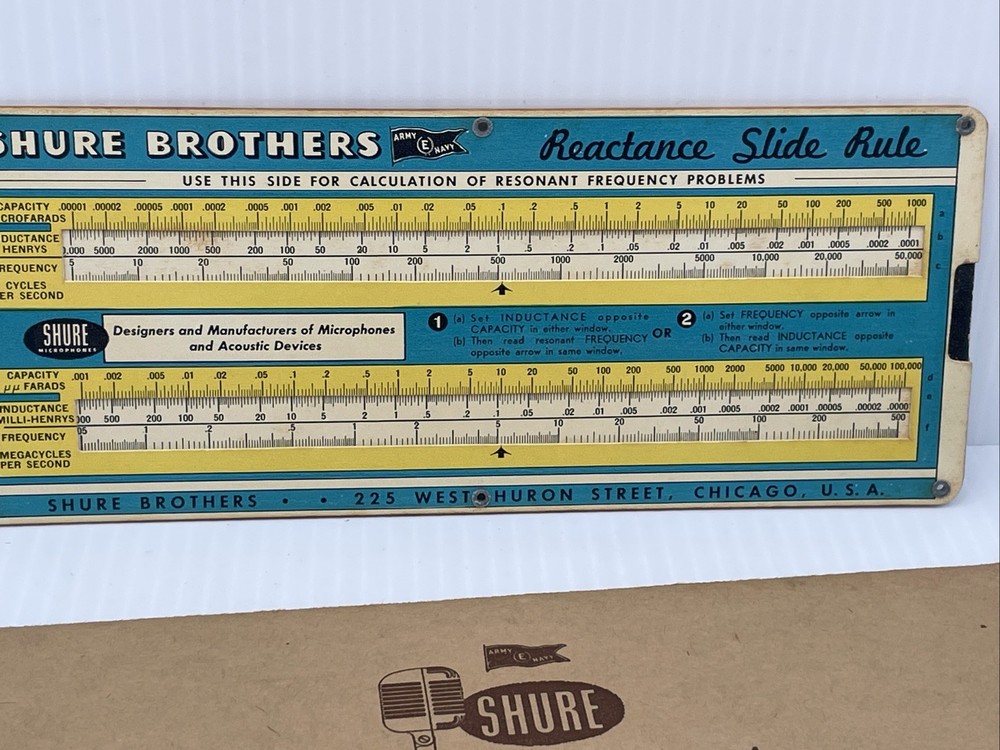 SHURE BROTHERS ARMY E NAVY Reactance Slide Rule
USE THIS SIDE FOR CALCULATION OF RESONANT FREQUENCY PROBLEMS
CAPACITY .00001 .00002 .00005 .0001 .0002 .0005 .001 .002 .005 .01 .02 .05 .1 .2 .5 1 2 5 10 20 50 100 200 500 1000 a
CROFARADS
DUCTANCE b
HENRYS 5000 2000 1000 500 200 100 50 20 10 5 2 1 .5 .2 .1 .05 .02 .01 .005 .002 .001 .0005 .0002 .0001
REQUENCY 5 10 20 50 100 200 500 1000 2000 5000 10,000 20,000 50,000 c
CYCLES
ER SECOND
SHURE
MICROPHONES
Designers and Manufacturers of Microphones
and Acoustic Devices
1 (a) Set INDUCTANCE opposite
CAPACITY in either window.
(b) Then read resonant FREQUENCY
opposite arrow in same window.
OR
2 (a) Set FREQUENCY opposite arrow in
either window.
(b) Then read INDUCTANCE opposite
CAPACITY in same window.
CAPACITY .001 .002 .005 .01 .02 .05 .1 .2 .5 1 2 5 10 20 50 100 200 500 1000 2000 5000 10,000 20,000 50,000 100,000 d
μμ FARADS e
INDUCTANCE
MILLI-HENRYS 500 200 100 50 20 10 5 2 1 .5 .2 .1 .05 .02 .01 .005 .002 .001 .0005 .0002 .0001 .00005 .00002 .0000
FREQUENCY 05 .1 .2 .5 1 2 5 10 20 50 100 200 500 f
MEGACYCLES
PER SECOND
SHURE BROTHERS • • 225 WEST HURON STREET, CHICAGO, U.S.A.
ARMY E NAVY
SHURE